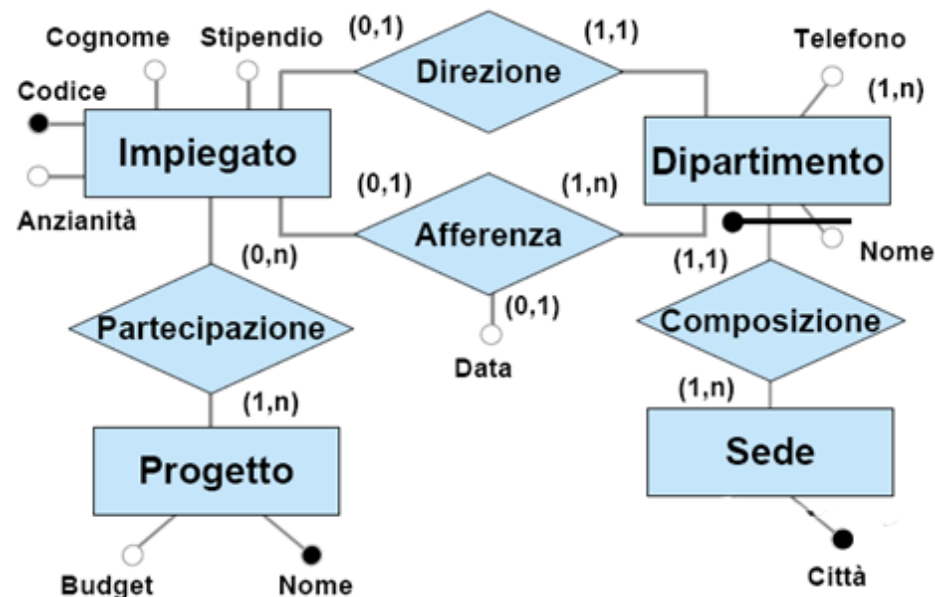 Cognome
Stipendio
(0,1)
Direzione
(1,1)
Telefono
(1,n)
Codice
Impiegato
Dipartimento
Anzianità
(0,1)
Afferenza
(1,n)
Nome
(0,n)
(1,1)
(0,1)
Data
Partecipazione
Composizione
(1,n)
(1,n)
Progetto
Sede
Budget
Nome
Città